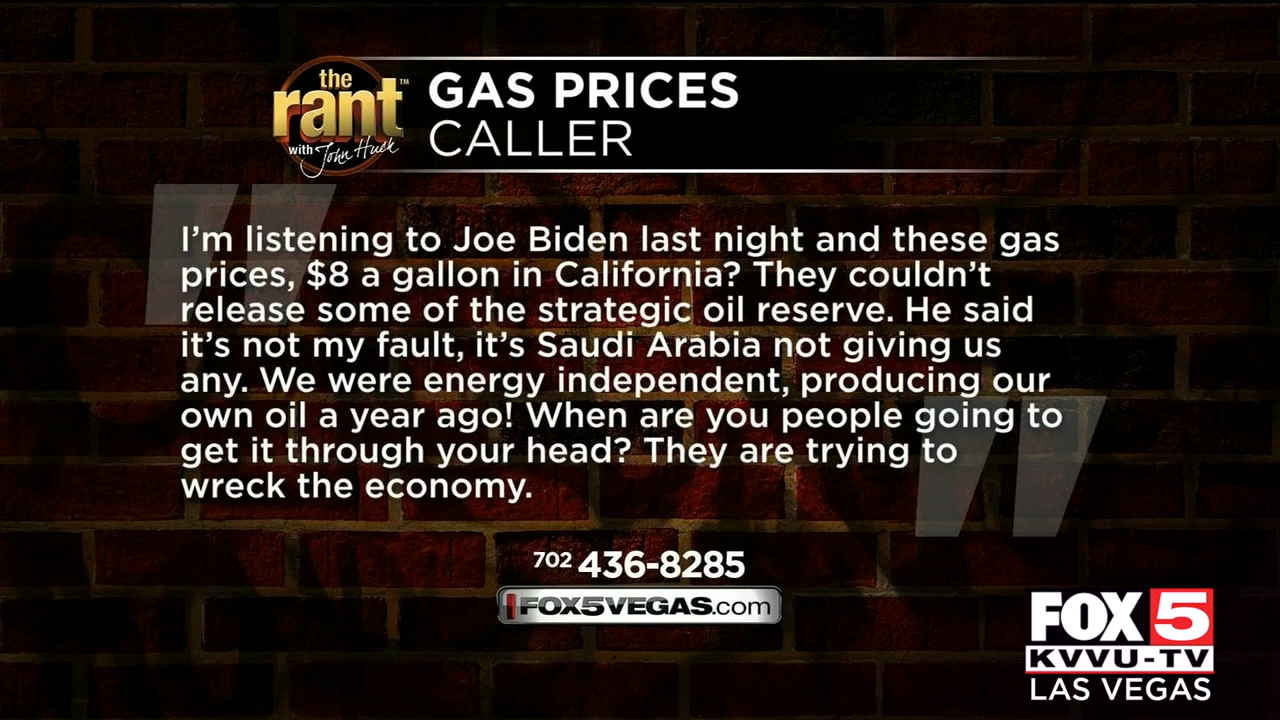 the
rant™
with John Huck
GAS PRICES
CALLER
I'm listening to Joe Biden last night and these gas
prices, $8 a gallon in California? They couldn't
release some of the strategic oil reserve. He said
it's not my fault, it's Saudi Arabia not giving us
any. We were energy independent, producing our
own oil a year ago! When are you people going to
get it through your head? They are trying to
wreck the economy.
702 436-8285
FOX5VEGAS.com
FOX 5
KVVU-TV
LAS VEGAS